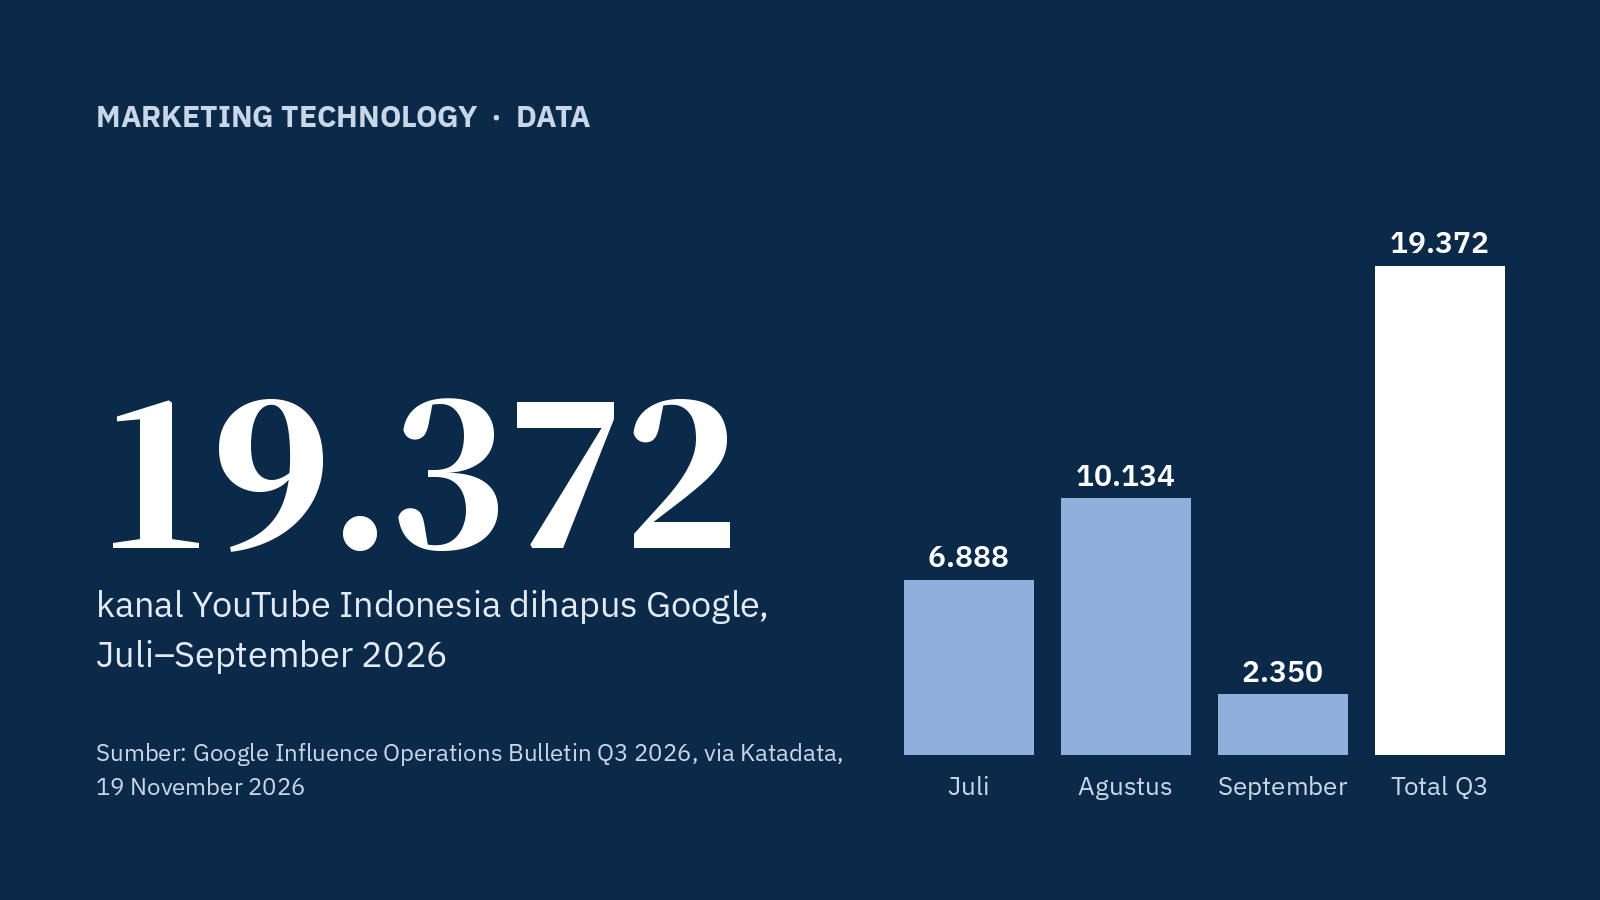 MARKETING TECHNOLOGY · DATA
19.372
kanal YouTube Indonesia dihapus Google,
Juli–September 2026
Sumber: Google Influence Operations Bulletin Q3 2026, via Katadata,
19 November 2026
6.888
10.134
2.350
19.372
Juli
Agustus
September
Total Q3